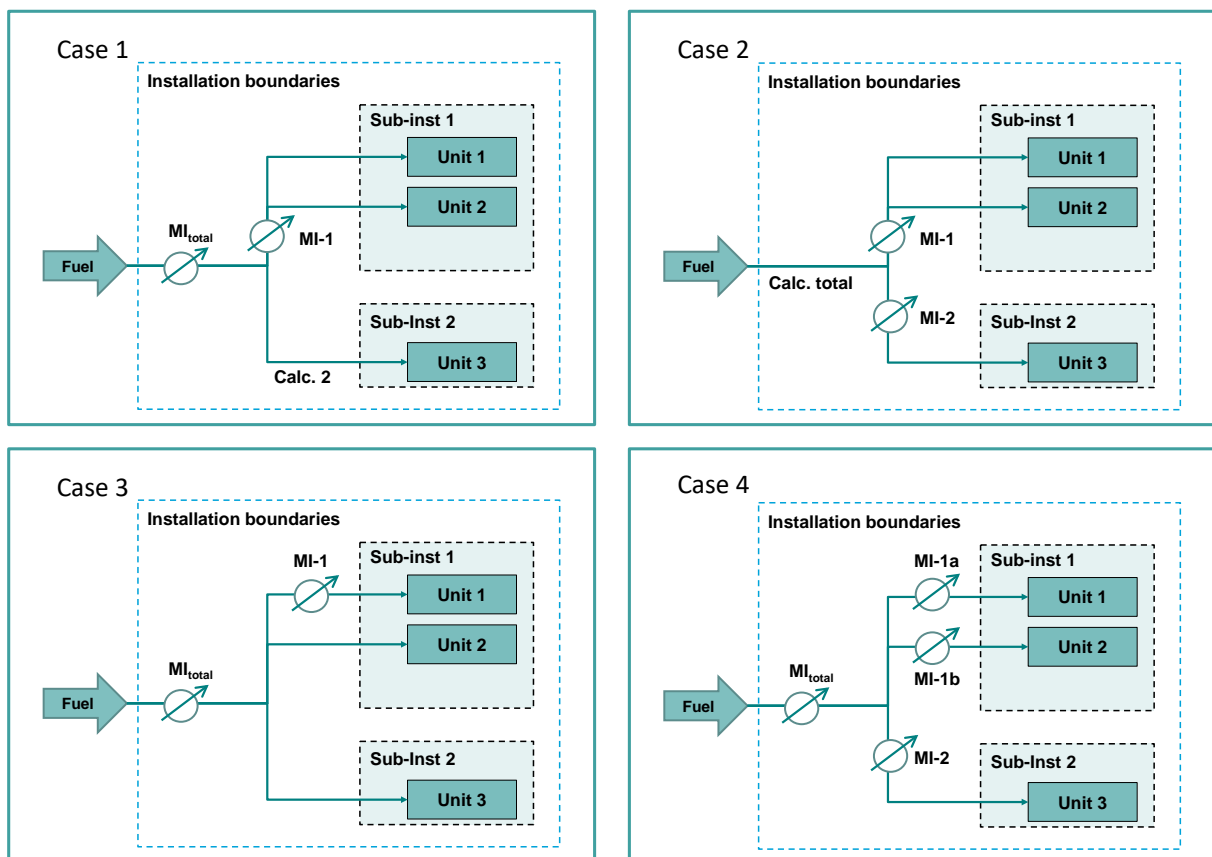 Case 1
Installation boundaries
Sub-inst 1
Unit 1
Unit 2
MI-1
MItotal
Fuel
Sub-Inst 2
Unit 3
Calc. 2
Case 2
Installation boundaries
Sub-inst 1
Unit 1
Unit 2
MI-1
Fuel
Calc. total
MI-2
Sub-Inst 2
Unit 3
Case 3
Installation boundaries
MI-1
Sub-inst 1
Unit 1
Unit 2
MItotal
Fuel
Sub-Inst 2
Unit 3
Case 4
Installation boundaries
MI-1a
Sub-inst 1
Unit 1
Unit 2
MI-1b
MItotal
Fuel
MI-2
Sub-Inst 2
Unit 3